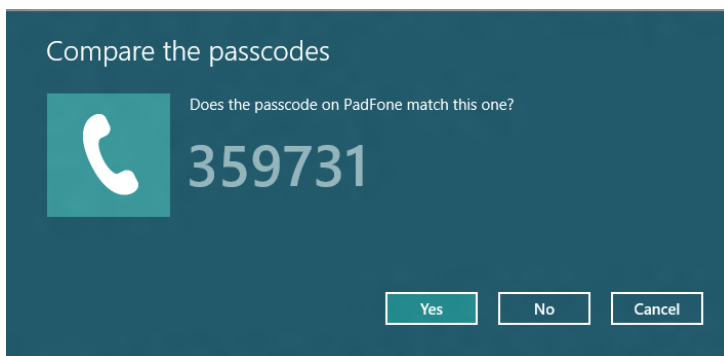 Compare the passcodes
Does the passcode on PadFone match this one?
359731
Yes No Cancel